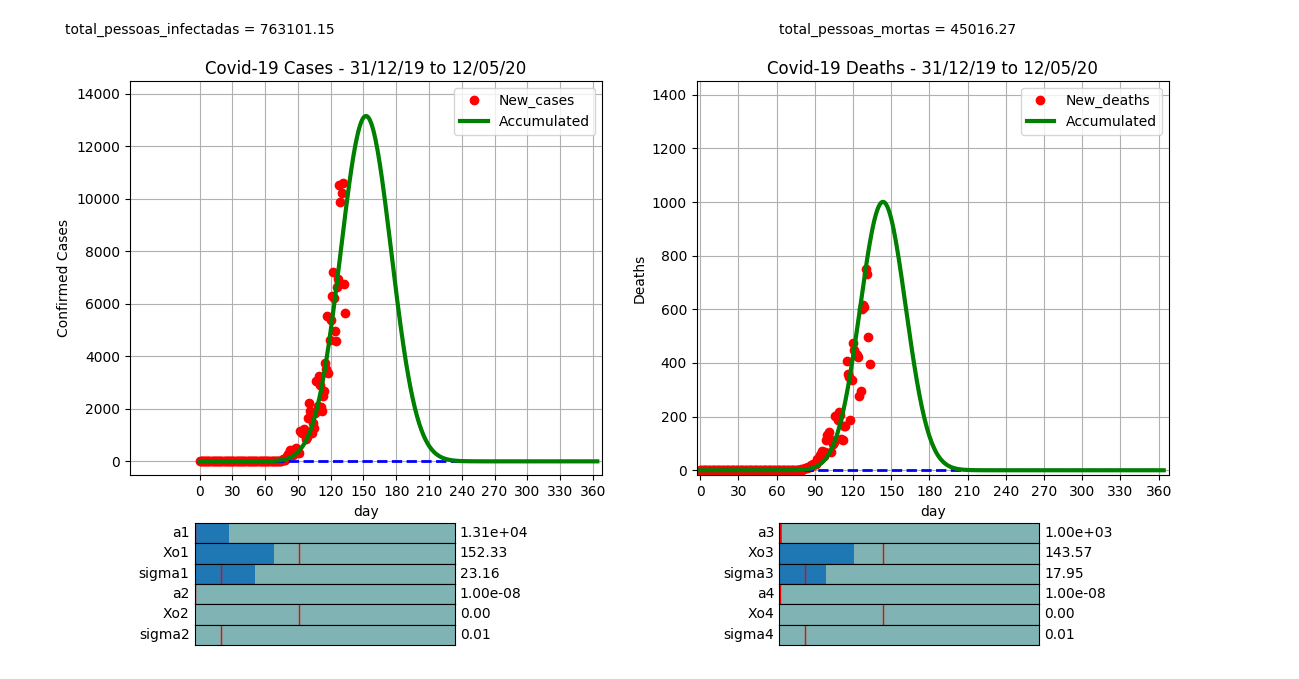 total_pessoas_infectadas = 763101.15
total_pessoas_mortas = 45016.27
Covid-19 Cases - 31/12/19 to 12/05/20
New_cases
Accumulated
14000
12000
10000
8000
6000
4000
2000
0
Confirmed Cases
0 30 60 90 120 150 180 210 240 270 300 330 360
day
Covid-19 Deaths - 31/12/19 to 12/05/20
New_deaths
Accumulated
1400
1200
1000
800
600
400
200
0
Deaths
0 30 60 90 120 150 180 210 240 270 300 330 360
day
a1 1.31e+04
Xo1 152.33
sigma1 23.16
a2 1.00e-08
Xo2 0.00
sigma2 0.01
a3 1.00e+03
Xo3 143.57
sigma3 17.95
a4 1.00e-08
Xo4 0.00
sigma4 0.01